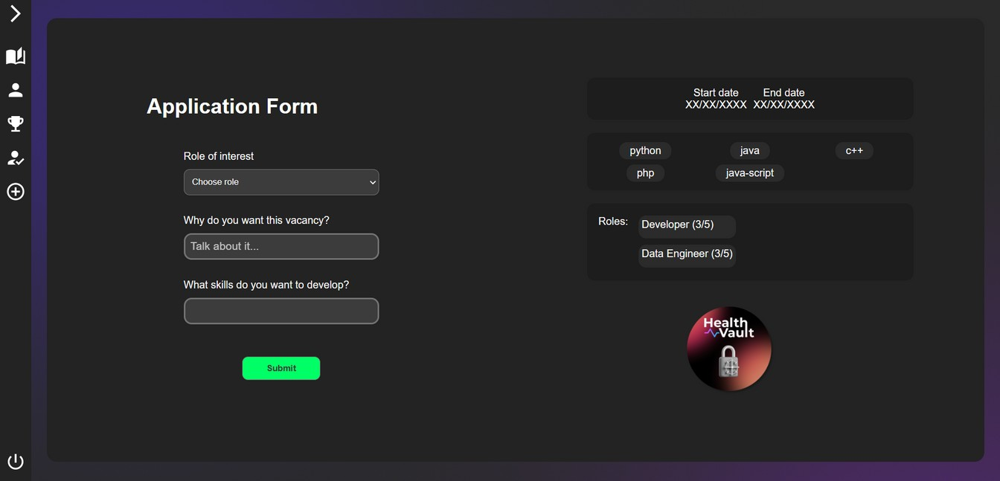 Application Form
Role of interest
Choose role
Why do you want this vacancy?
Talk about it...
What skills do you want to develop?
Submit
Start date End date
XX/XX/XXXX XX/XX/XXXX
python java c++
php java-script
Roles: Developer (3/5)
Data Engineer (3/5)
Health
Vault